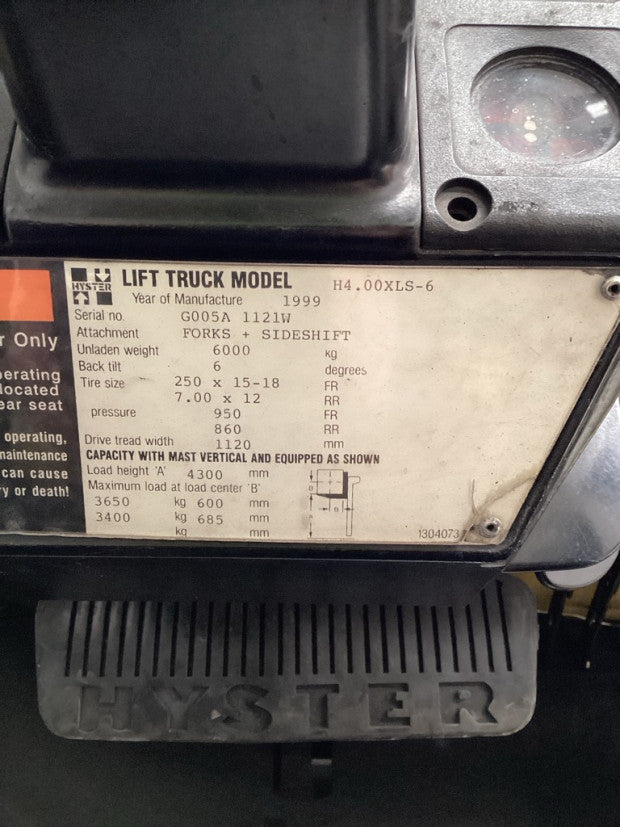 HYSTER
LIFT TRUCK MODEL H4.00XLS-6
Year of Manufacture 1999
Serial no. G005A 1121W
Attachment FORKS + SIDESHIFT
Unladen weight 6000 kg
Back tilt 6 degrees
Tire size 250 x 15-18 FR
7.00 x 12 RR
pressure 950 FR
860 RR
Drive tread width 1120 mm
CAPACITY WITH MAST VERTICAL AND EQUIPPED AS SHOWN
Load height 'A' 4300 mm
Maximum load at load center 'B'
3650 kg 600 mm
3400 kg 685 mm
kg mm
1304073
r Only
perating
located
ear seat
operating,
maintenance
can cause
ry or death!
HYSTER